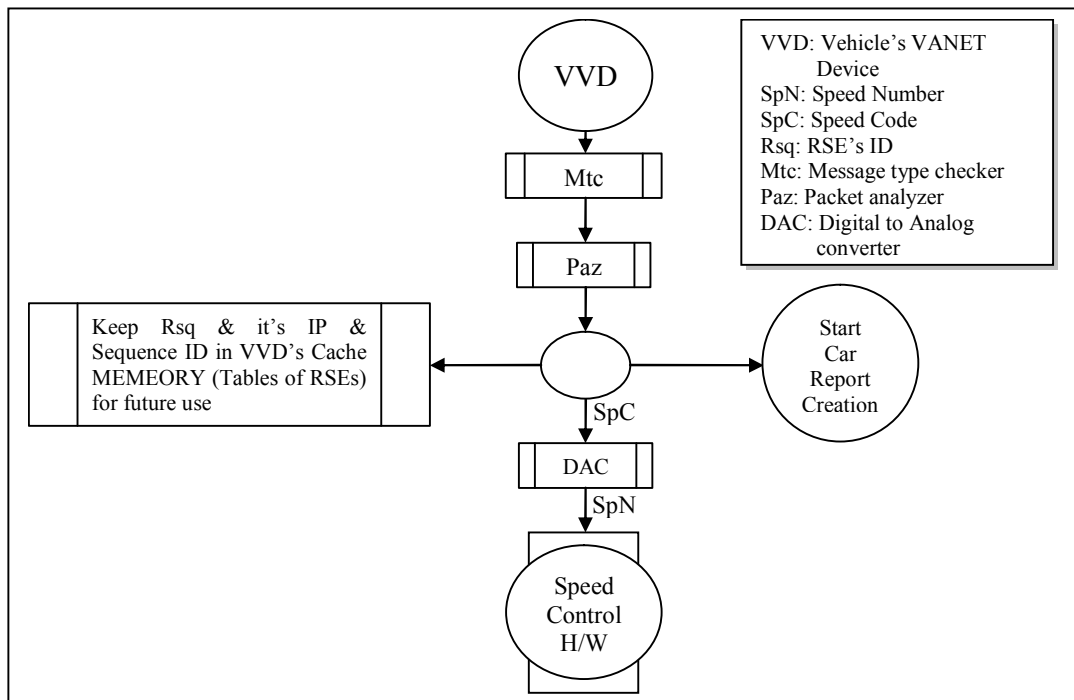 VVD
VVD: Vehicle's VANET
Device
SpN: Speed Number
SpC: Speed Code
Rsq: RSE's ID
Mtc: Message type checker
Paz: Packet analyzer
DAC: Digital to Analog
converter
Mtc
Paz
Keep Rsq & it's IP &
Sequence ID in VVD's Cache
MEMEORY (Tables of RSEs)
for future use
Start
Car
Report
Creation
SpC
DAC
SpN
Speed
Control
H/W